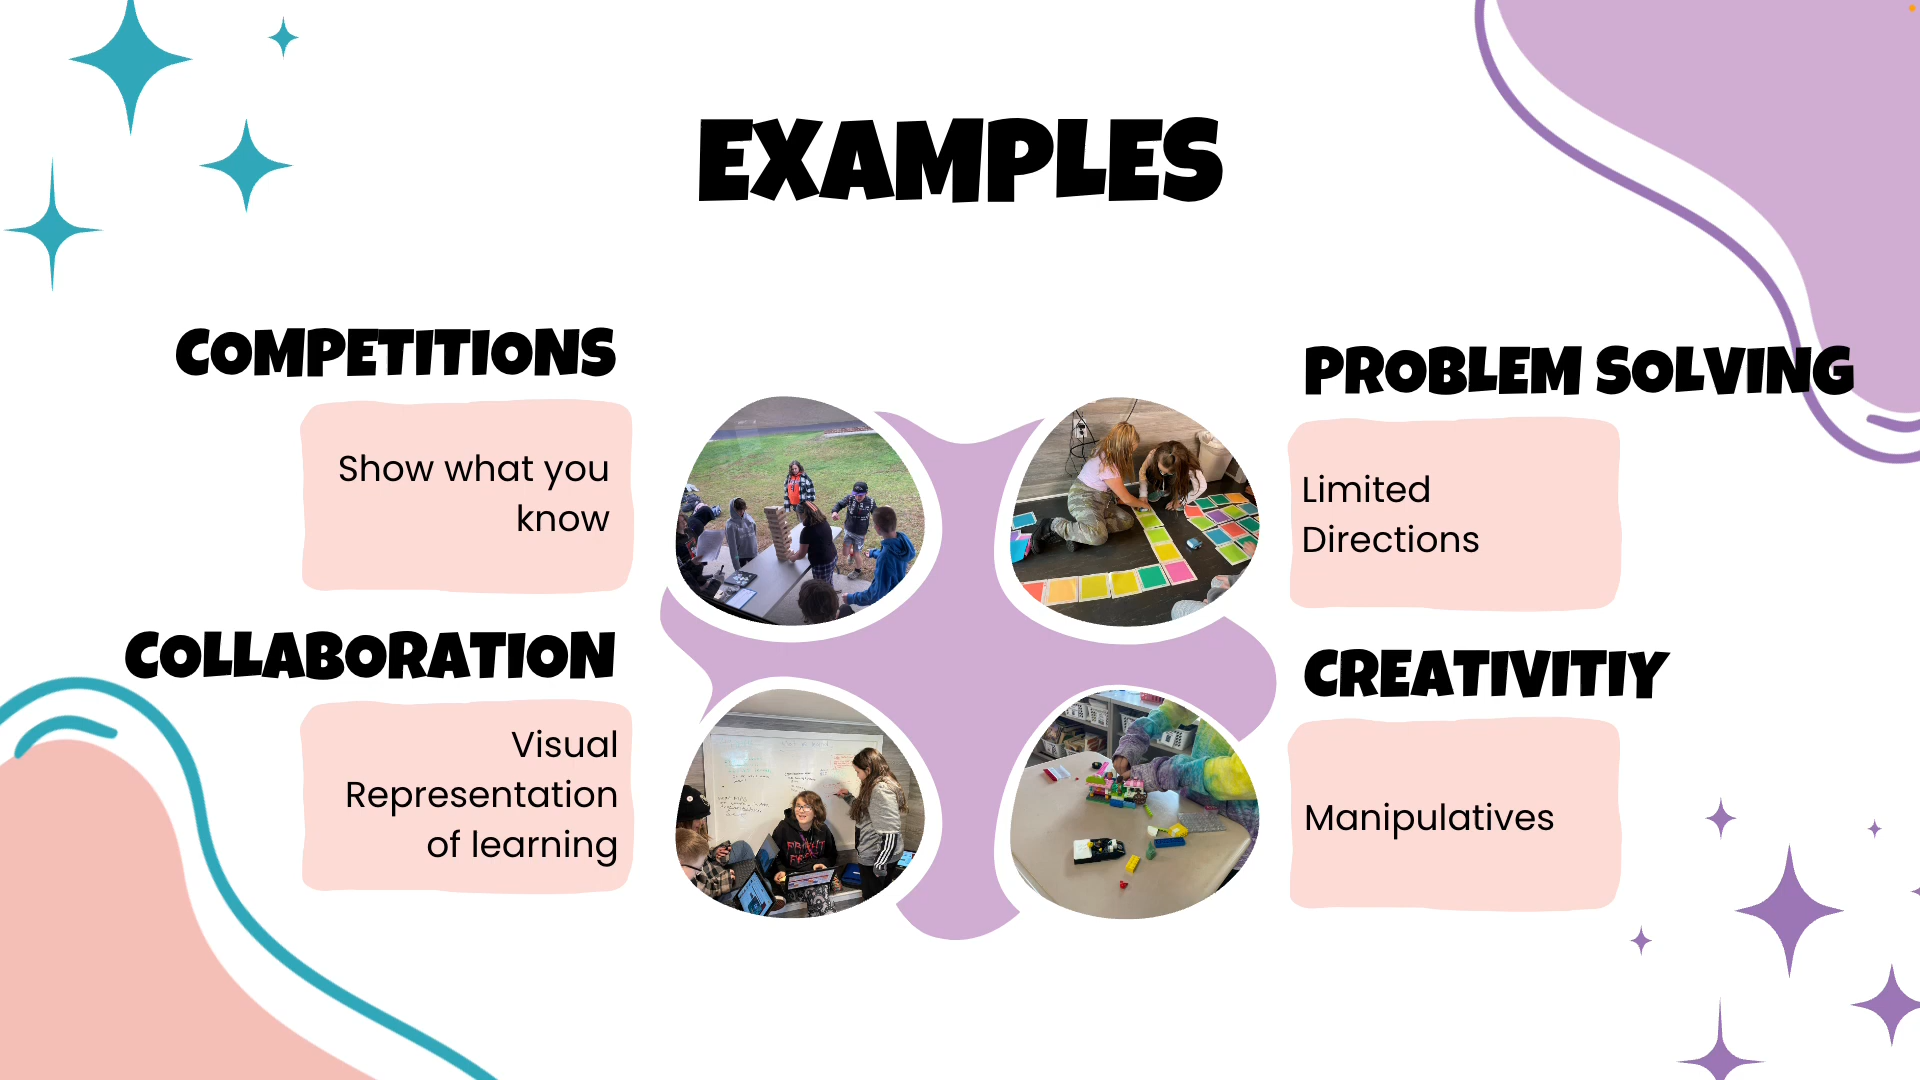 EXAMPLES
COMPETITIONS
Show what you
know
COLLABORATION
Visual
Representation
of learning
PROBLEM SOLVING
Limited
Directions
CREATIVITIY
Manipulatives